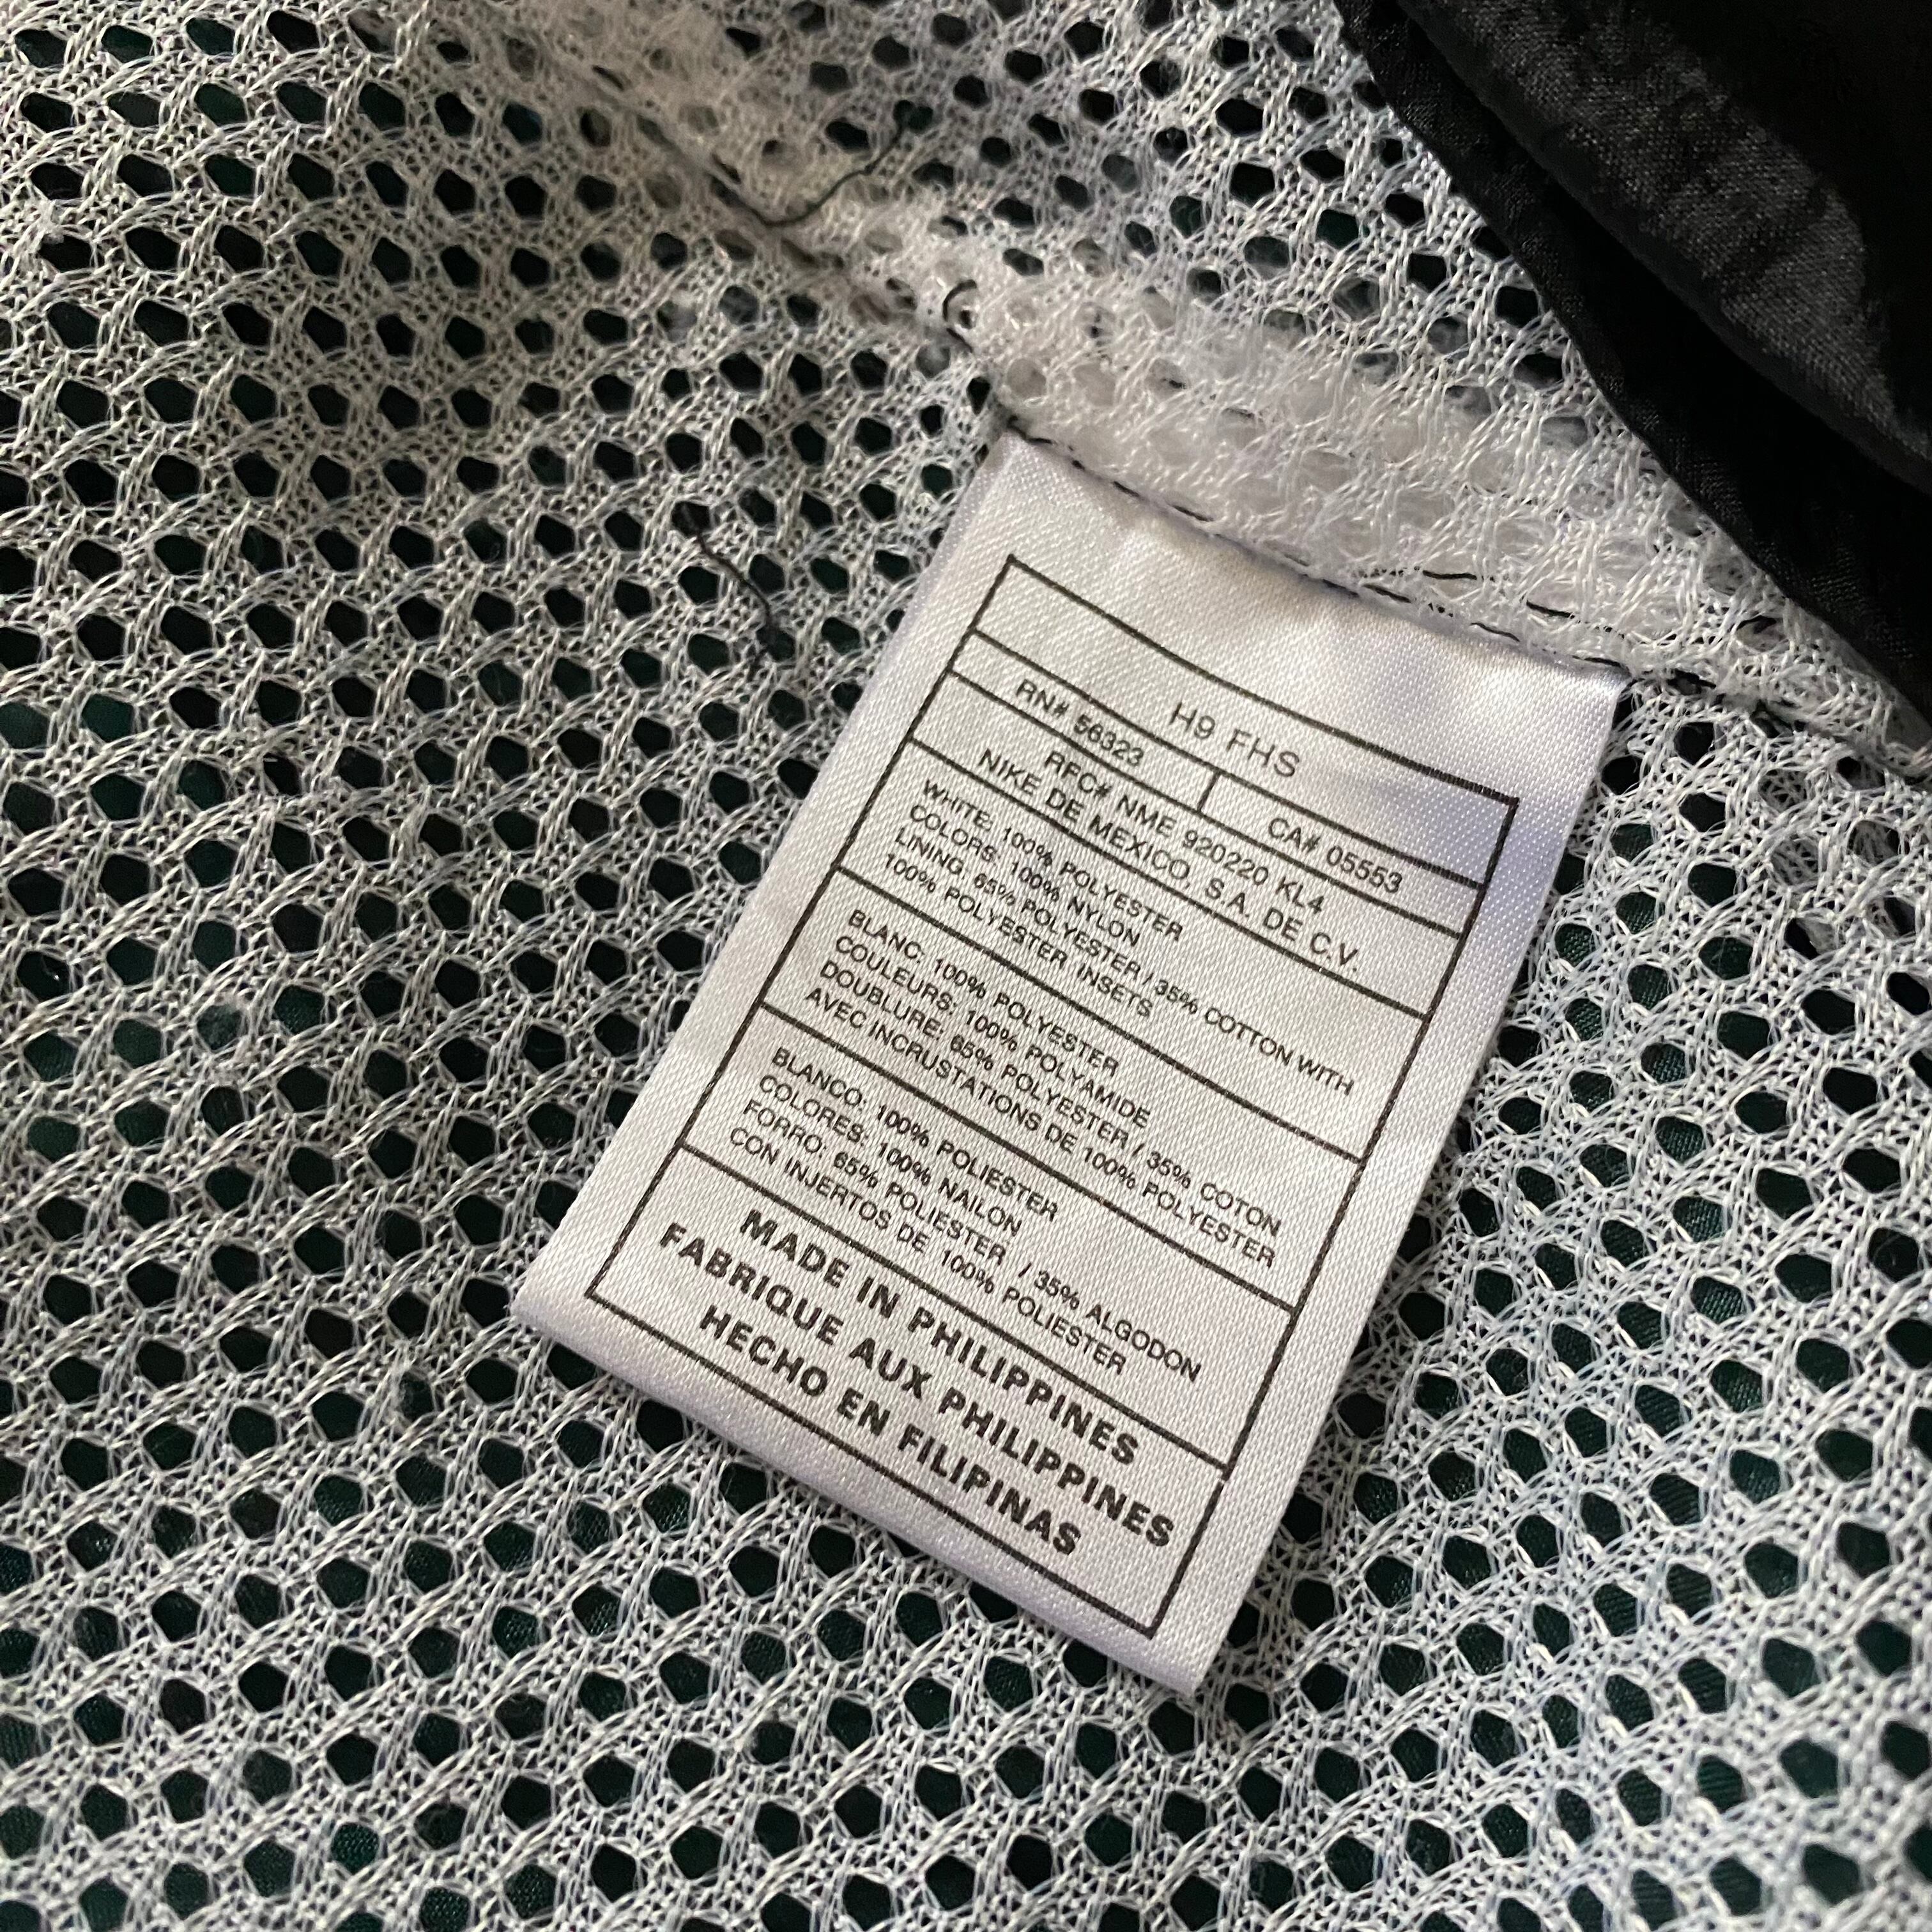 H9 FHS
RN# 56323 CA# 05553
RFC# NME 920220 KL4
NIKE DE MEXICO, S.A. DE C.V.
WHITE: 100% POLYESTER
COLORS: 100% NYLON
LINING: 65% POLYESTER / 35% COTTON WITH
100% POLYESTER INSETS
BLANC: 100% POLYESTER
COULEURS: 100% POLYAMIDE
DOUBLURE: 65% POLYESTER / 35% COTON
AVEC INCRUSTATIONS DE 100% POLYESTER
BLANCO: 100% POLIESTER
COLORES: 100% NAILON
FORRO: 65% POLIESTER / 35% ALGODON
CON INJERTOS DE 100% POLIESTER
MADE IN PHILIPPINES
FABRIQUE AUX PHILIPPINES
HECHO EN FILIPINAS